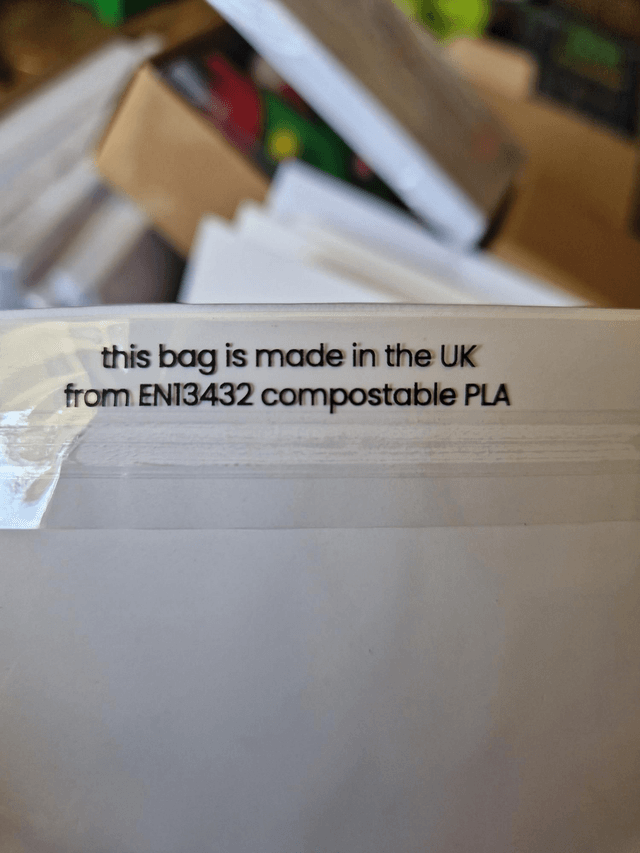 this bag is made in the UK
from EN13432 compostable PLA